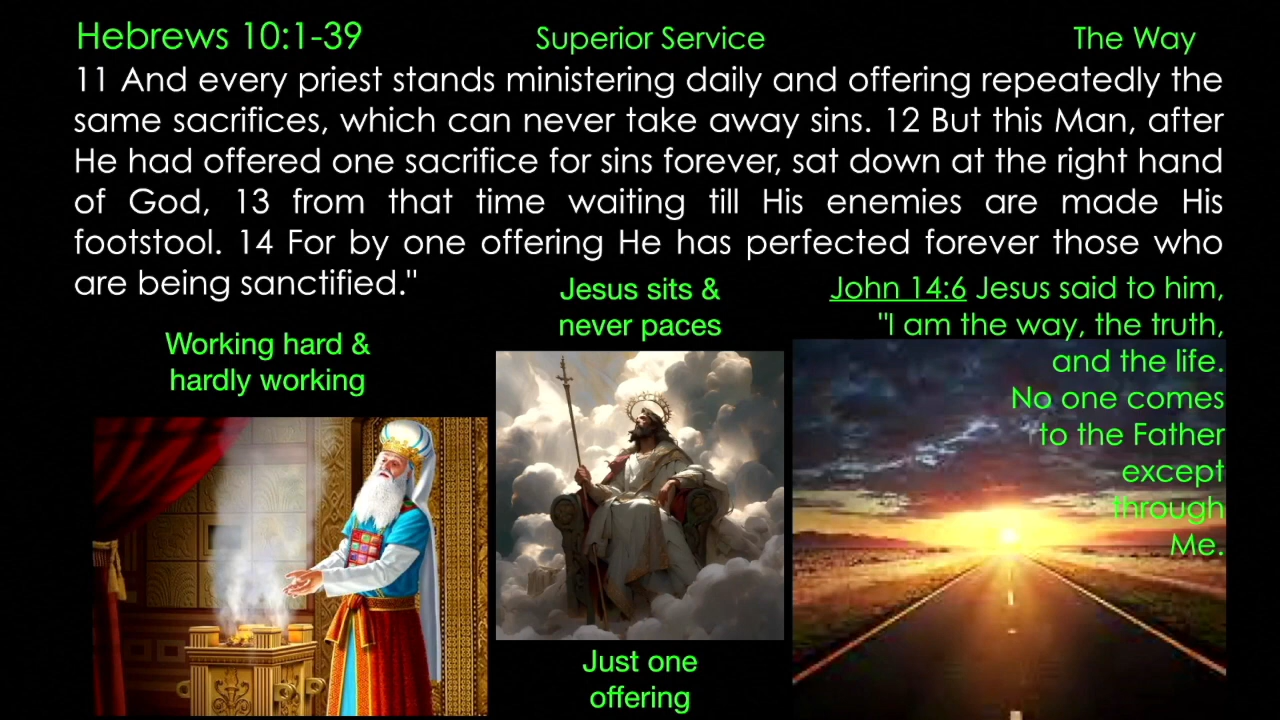 Hebrews 10:1-39 Superior Service The Way
11 And every priest stands ministering daily and offering repeatedly the
same sacrifices, which can never take away sins. 12 But this Man, after
He had offered one sacrifice for sins forever, sat down at the right hand
of God, 13 from that time waiting till His enemies are made His
footstool. 14 For by one offering He has perfected forever those who
are being sanctified."
Working hard &
hardly working
Jesus sits &
never paces
Just one
offering
John 14:6 Jesus said to him,
"I am the way, the truth,
and the life.
No one comes
to the Father
except
through
Me.